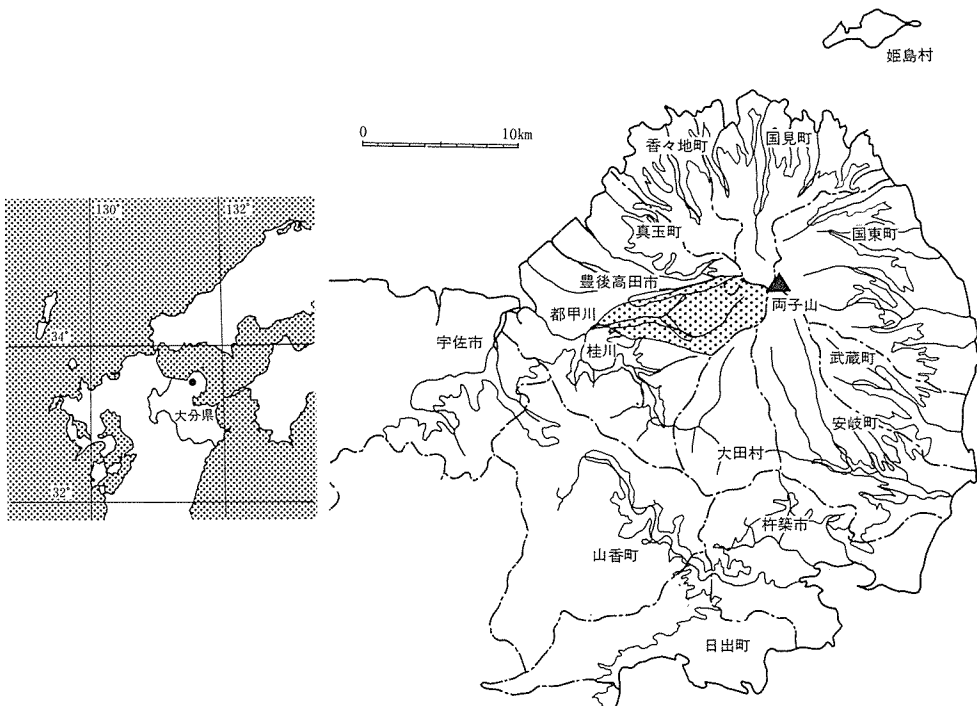 姫島村
0 10km
香々地町
国見町
130°
132°
真玉町
国東町
豊後高田市
両子山
都甲川
34°
宇佐市
桂川
武蔵町
大分県
安岐町
大田村
32°
杵築市
山香町
日出町